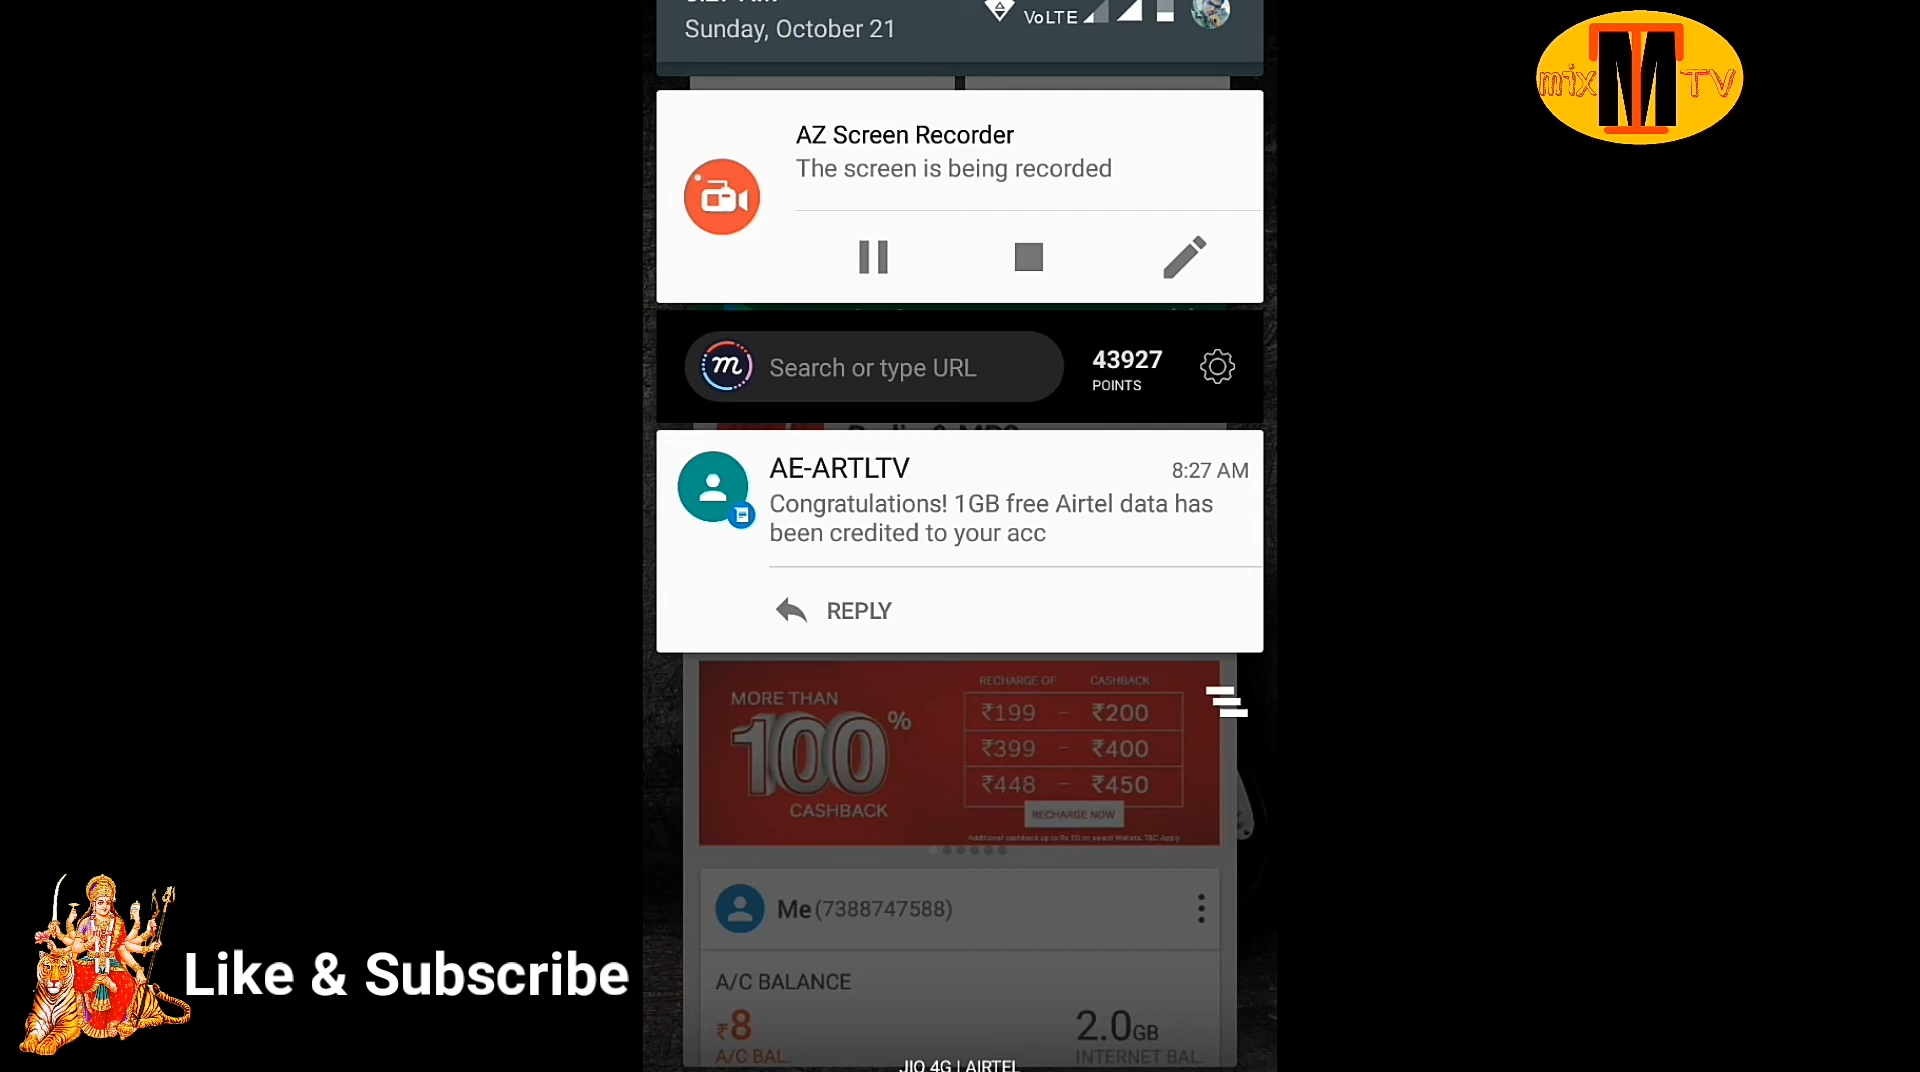 Sunday, October 21
VoLTE
mix MT TV
AZ Screen Recorder
The screen is being recorded
m
Search or type URL
43927
POINTS
AE-ARTLTV
8:27 AM
Congratulations! 1GB free Airtel data has
been credited to your acc
REPLY
MORE THAN
100%
CASHBACK
RECHARGE OF CASHBACK
₹199 - ₹200
₹399 - ₹400
₹448 - ₹450
RECHARGE NOW
Me (7388747588)
A/C BALANCE
₹8
A/C BAL.
2.0GB
INTERNET BAL.
JIO 4G | AIRTEL
Like & Subscribe